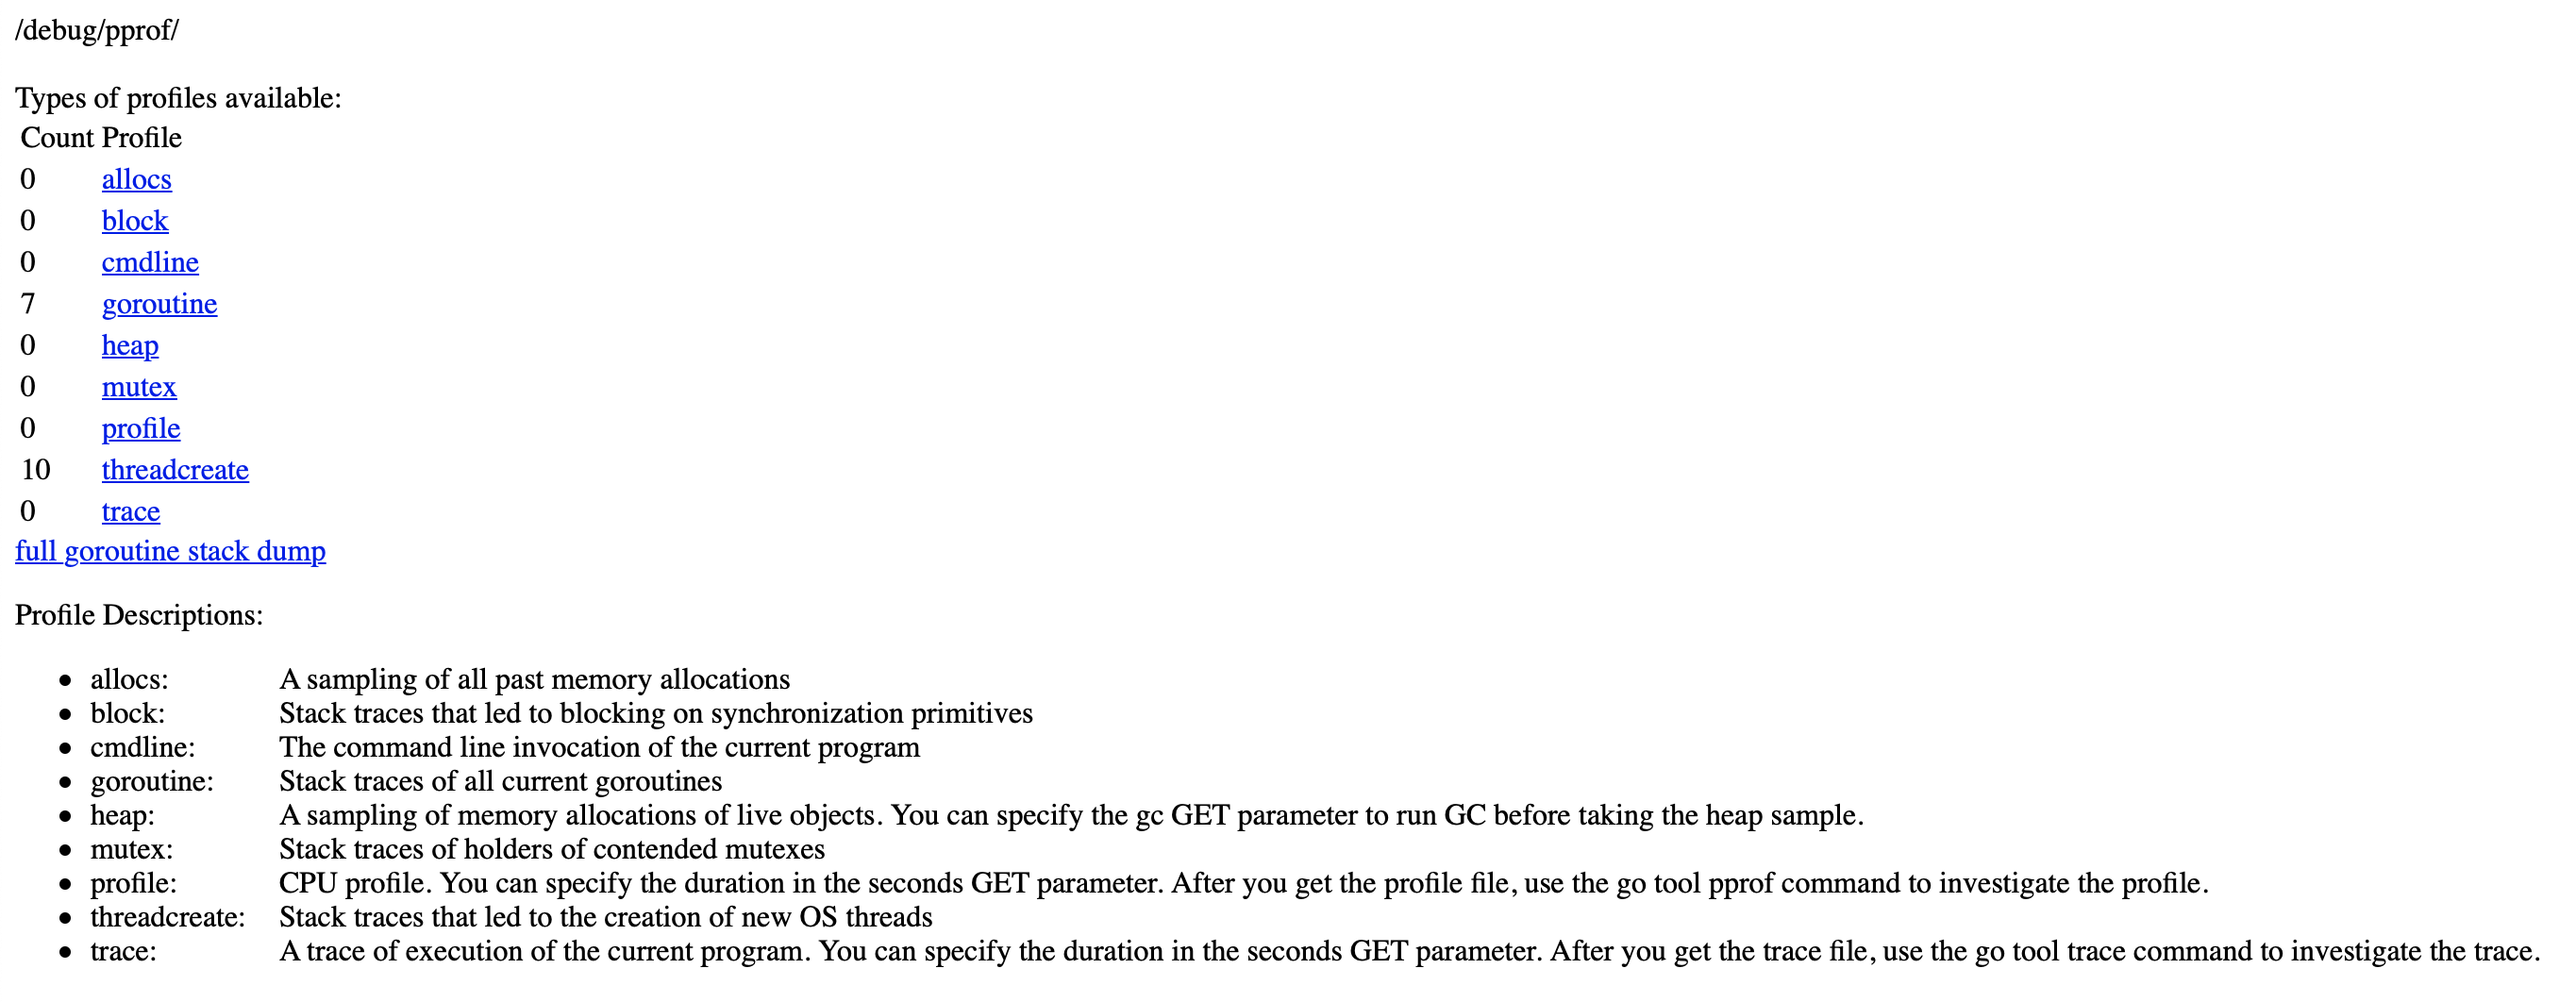 /debug/pprof/
Types of profiles available:
Count Profile
0 allocs
0 block
0 cmdline
7 goroutine
0 heap
0 mutex
0 profile
10 threadcreate
0 trace
full goroutine stack dump
Profile Descriptions:
• allocs: A sampling of all past memory allocations
• block: Stack traces that led to blocking on synchronization primitives
• cmdline: The command line invocation of the current program
• goroutine: Stack traces of all current goroutines
• heap: A sampling of memory allocations of live objects. You can specify the gc GET parameter to run GC before taking the heap sample.
• mutex: Stack traces of holders of contended mutexes
• profile: CPU profile. You can specify the duration in the seconds GET parameter. After you get the profile file, use the go tool pprof command to investigate the profile.
• threadcreate: Stack traces that led to the creation of new OS threads
• trace: A trace of execution of the current program. You can specify the duration in the seconds GET parameter. After you get the trace file, use the go tool trace command to investigate the trace.